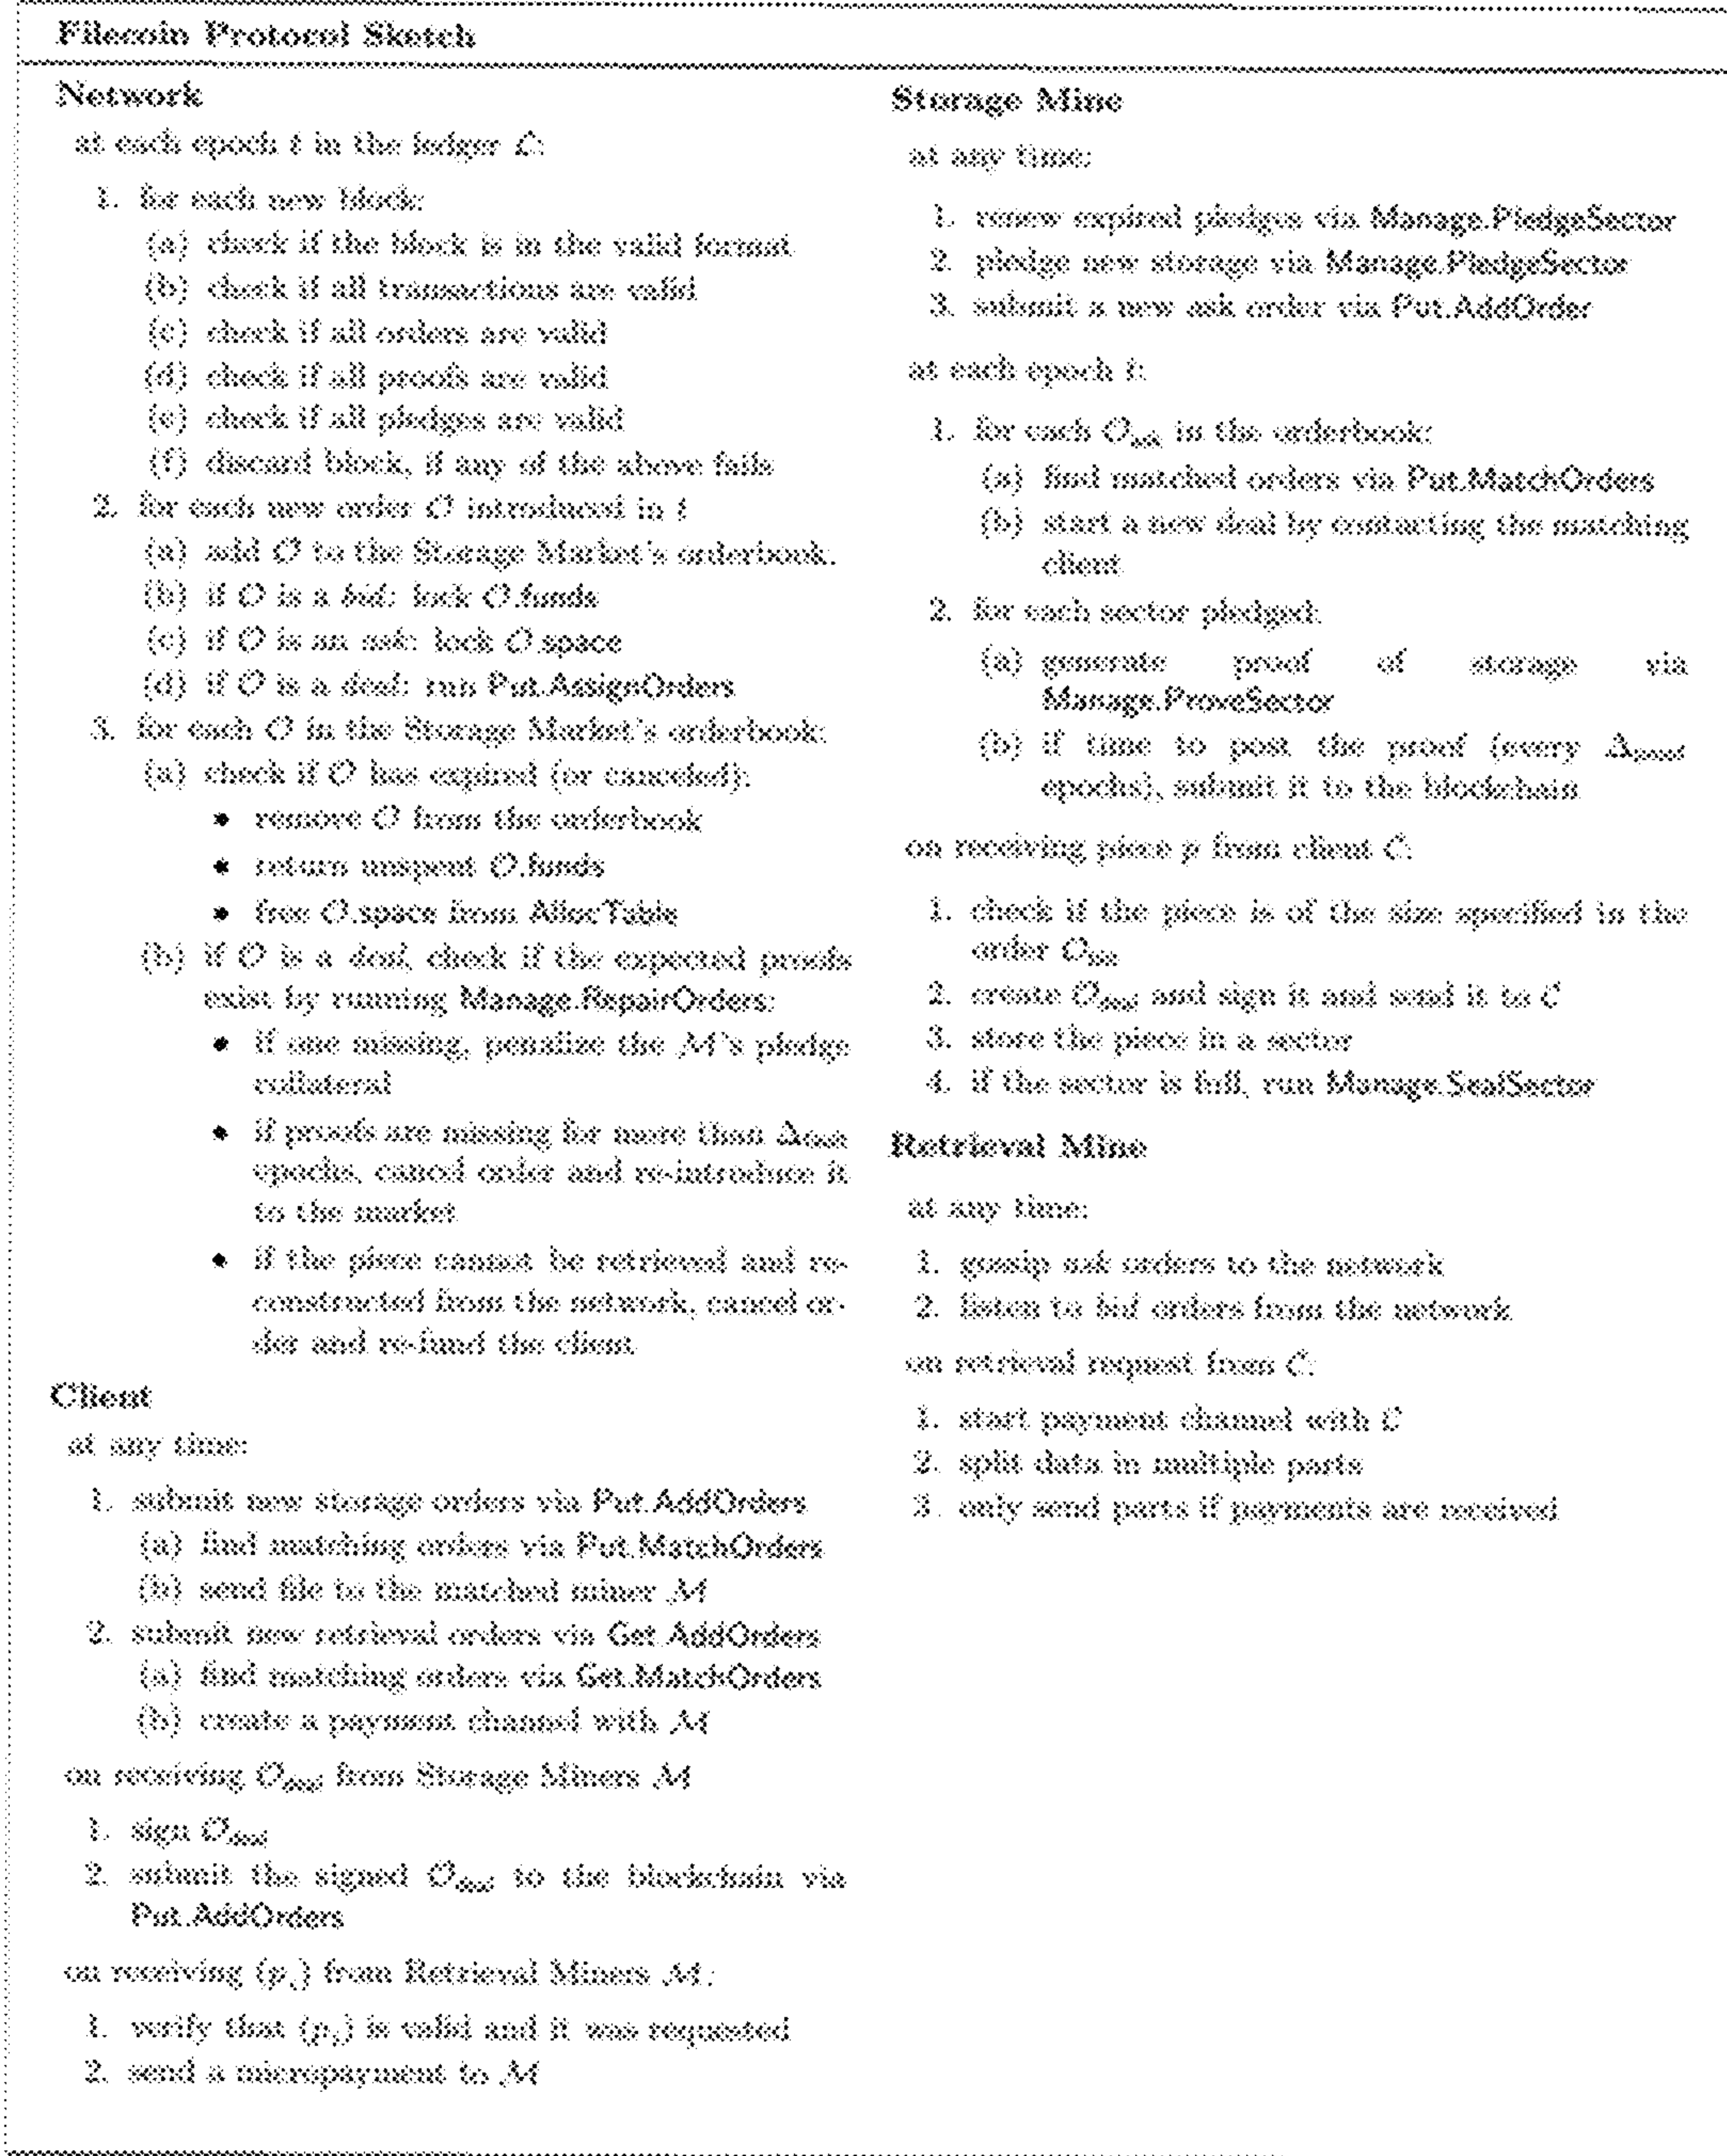 Filecoin Protocol Sketch
Network
at each epoch t in the ledger L:
1. for each new block:
(a) check if the block is in the valid format
(b) check if all transactions are valid
(c) check if all orders are valid
(d) check if all proofs are valid
(e) check if all pledges are valid
(f) discard block, if any of the above fails
2. for each new order O introduced in t
(a) add O to the Storage Market's orderbook.
(b) if O is a bid: lock O.funds
(c) if O is an ask: lock O.space
(d) if O is a deal: run Put.AssignOrders
3. for each O in the Storage Market's orderbook:
(a) check if O has expired (or canceled):
• remove O from the orderbook
• return unspent O.funds
• free O.space from AllocTable
(b) if O is a deal, check if the expected proofs
exist by running Manage.RepairOrders:
• if one missing, penalize the M's pledge
collateral
• if proofs are missing for more than Δfault
epochs, cancel order and re-introduce it
to the market
• if the piece cannot be retrieved and re-
constructed from the network, cancel or-
der and re-fund the client
Client
at any time:
1. submit new storage orders via Put.AddOrders
(a) find matching orders via Put.MatchOrders
(b) send file to the matched miner M
2. submit new retrieval orders via Get.AddOrders
(a) find matching orders via Get.MatchOrders
(b) create a payment channel with M
on receiving Odeal from Storage Miners M
1. sign Odeal
2. submit the signed Odeal to the blockchain via
Put.AddOrders
on receiving (pi) from Retrieval Miners M:
1. verify that (pi) is valid and it was requested
2. send a micropayment to M
Storage Mine
at any time:
1. renew expired pledges via Manage.PledgeSector
2. pledge new storage via Manage.PledgeSector
3. submit a new ask order via Put.AddOrder
at each epoch t:
1. for each Oask in the orderbook:
(a) find matched orders via Put.MatchOrders
(b) start a new deal by contacting the matching
client
2. for each sector pledged:
(a) generate proof of storage via
Manage.ProveSector
(b) if time to post the proof (every Δproof
epochs), submit it to the blockchain
on receiving piece p from client C:
1. check if the piece is of the size specified in the
order Obid
2. create Odeal and sign it and send it to C
3. store the piece in a sector
4. if the sector is full, run Manage.SealSector
Retrieval Mine
at any time:
1. gossip ask orders to the network
2. listen to bid orders from the network
on retrieval request from C:
1. start payment channel with C
2. split data in multiple parts
3. only send parts if payments are received